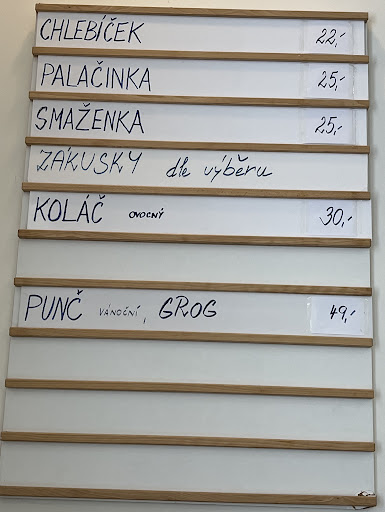 CHLEBÍČEK 22,-
PALAČINKA 25,-
SMAŽENKA 25,-
ZÁKUSKY dle výběru
KOLÁČ OVOCNÝ 30,-
PUNČ VÁNOČNÍ, GROG 49,-